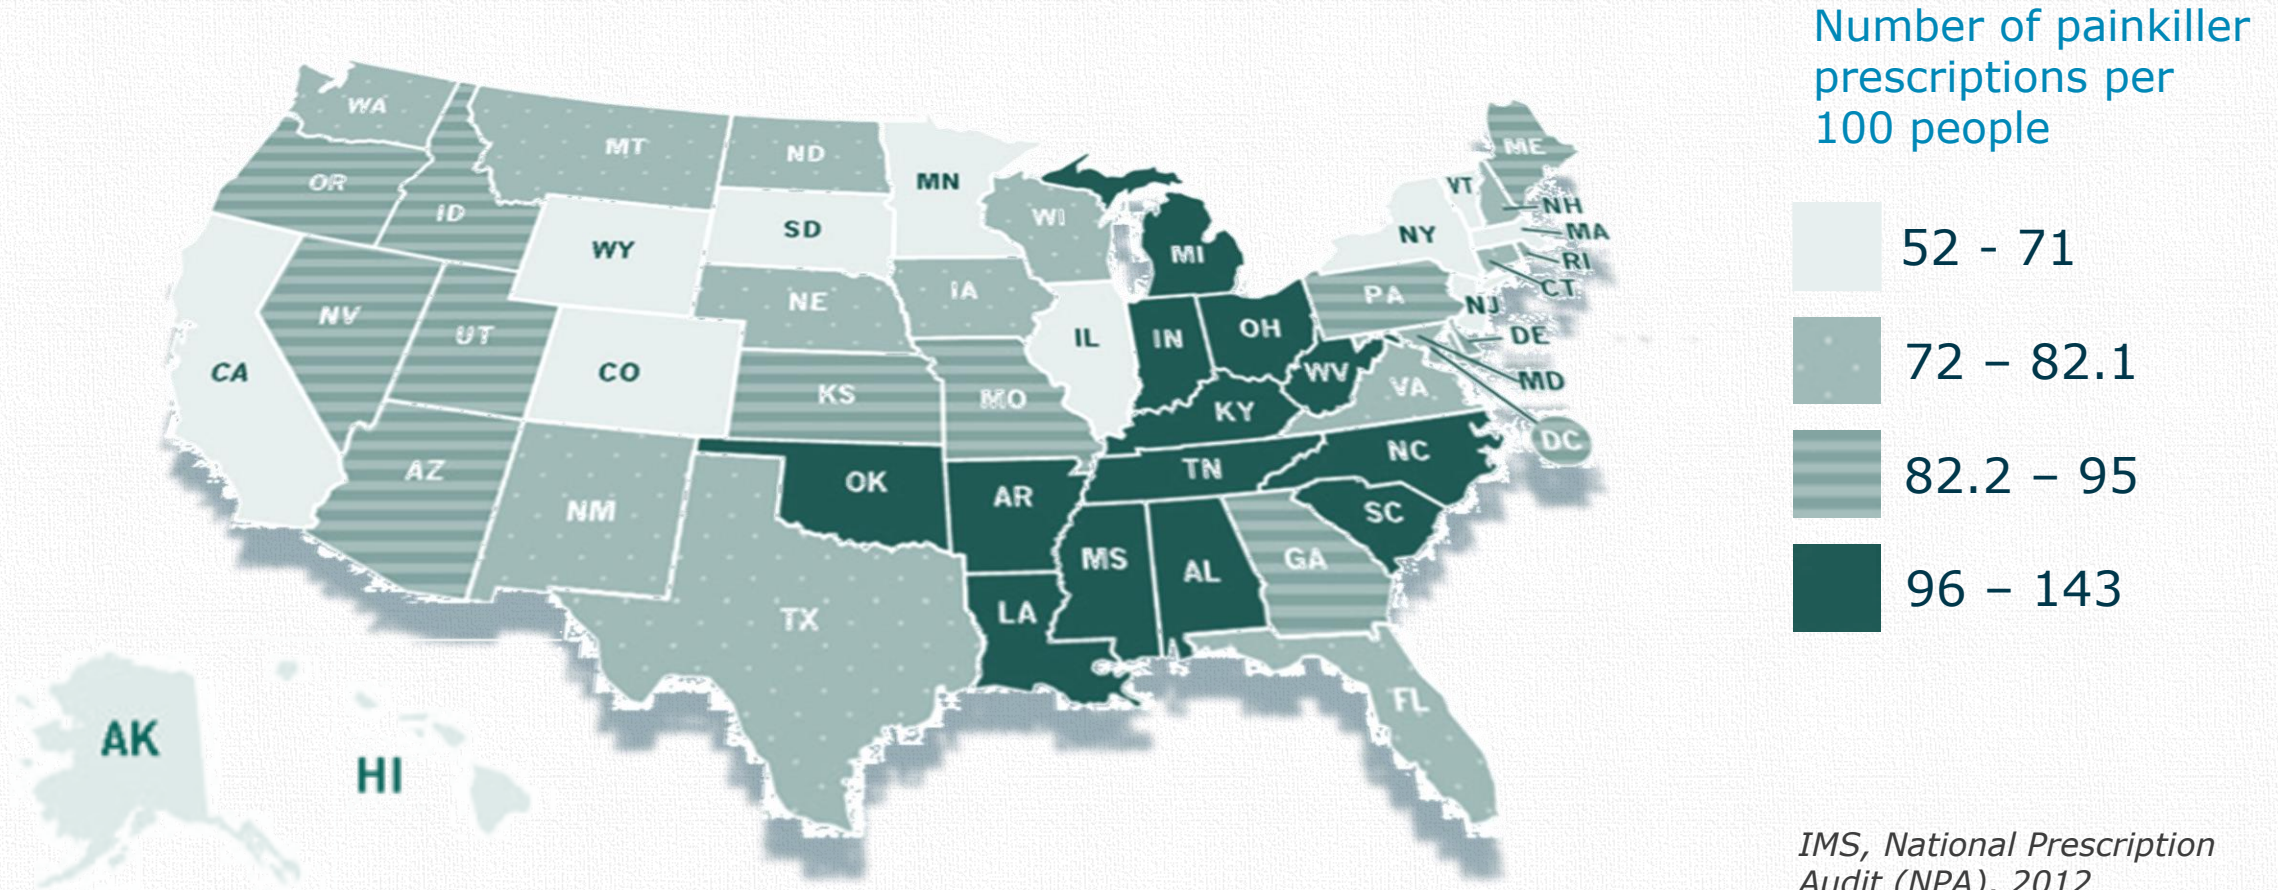 Number of painkiller
prescriptions per
100 people
52 - 71
72 – 82.1
82.2 – 95
96 – 143
WA
MT
ND
MN
OR
ID
WY
SD
WI
MI
NY
VT
ME
NH
MA
RI
CT
NJ
PA
DE
MD
DC
NV
UT
CA
CO
NE
IA
IL
IN
OH
WV
VA
KS
MO
KY
AZ
NM
OK
AR
TN
NC
SC
TX
LA
MS
AL
GA
FL
AK
HI
IMS, National Prescription
Audit (NPA), 2012